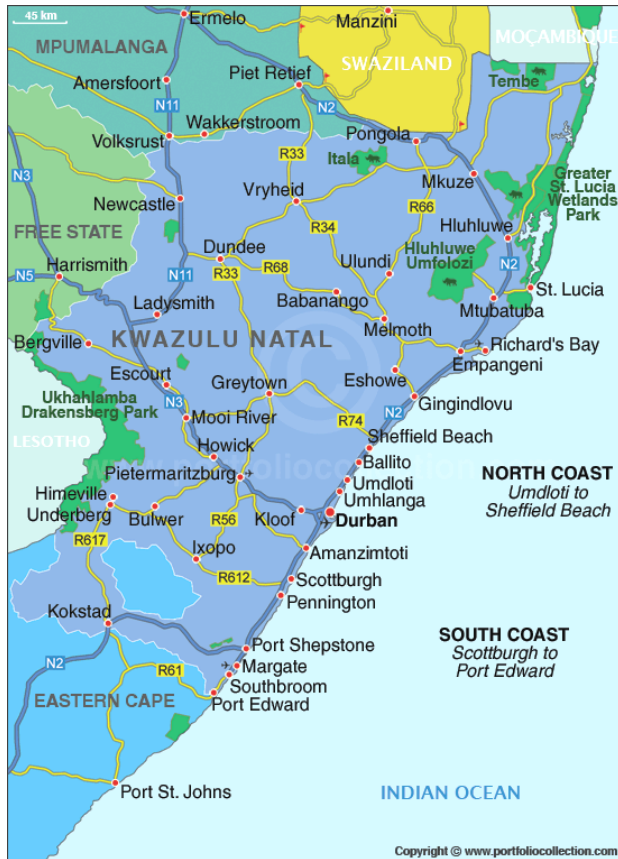 45 km
Ermelo
Manzini
MPUMALANGA
MOÇAMBIQUE
SWAZILAND
Amersfoort
Piet Retief
Tembe
N11
N2
Wakkerstroom
Volksrust
Pongola
R33
Itala
N3
Mkuze
Greater
St. Lucia
Wetlands
Park
Newcastle
Vryheid
R66
FREE STATE
R34
Hluhluwe
Dundee
Hluhluwe
Umfolozi
Harrismith
N5
N11
R33
R68
Ulundi
N2
Babanango
St. Lucia
Ladysmith
Mtubatuba
Melmoth
KWAZULU NATAL
©
Bergville
Richard's Bay
Empangeni
Escourt
Eshowe
Ukhahlamba
Drakensberg Park
Greytown
N3
N2
Gingindlovu
Mooi River
R74
LESOTHO
Howick
Sheffield Beach
Ballito
Pietermaritzburg
NORTH COAST
Umdloti to
Sheffield Beach
Umdloti
Himeville
Umhlanga
Underberg
Bulwer
R56
Kloof
Durban
R617
Ixopo
Amanzimtoti
R612
Scottburgh
Pennington
Kokstad
SOUTH COAST
Scottburgh to
Port Edward
Port Shepstone
N2
R61
Margate
Southbroom
EASTERN CAPE
Port Edward
Port St. Johns
INDIAN OCEAN
Copyright © www.portfoliocollection.com